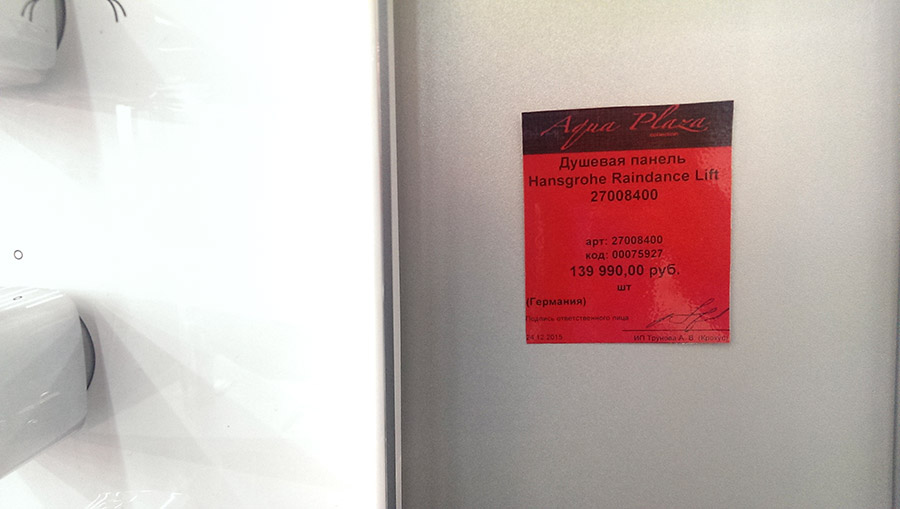 Aqua Plaza
Душевая панель
Hansgrohe Raindance Lift
27008400
арт: 27008400
код: 00075927
139 990,00 руб.
шт
(Германия)
Подпись ответственного лица
24.12.2015
ИП Трунова А. В. (Крокус)